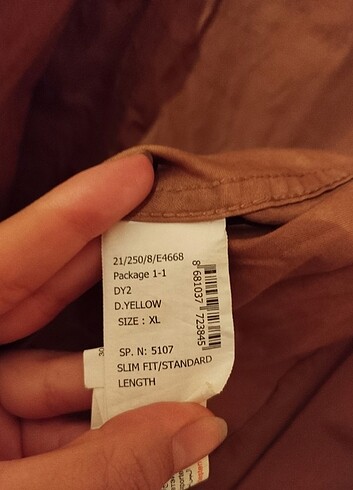 21/250/8/E4668
Package 1-1
DY2
D.YELLOW
SIZE : XL
SP. N: 5107
SLIM FIT/STANDARD
LENGTH
8 681037 723845
30